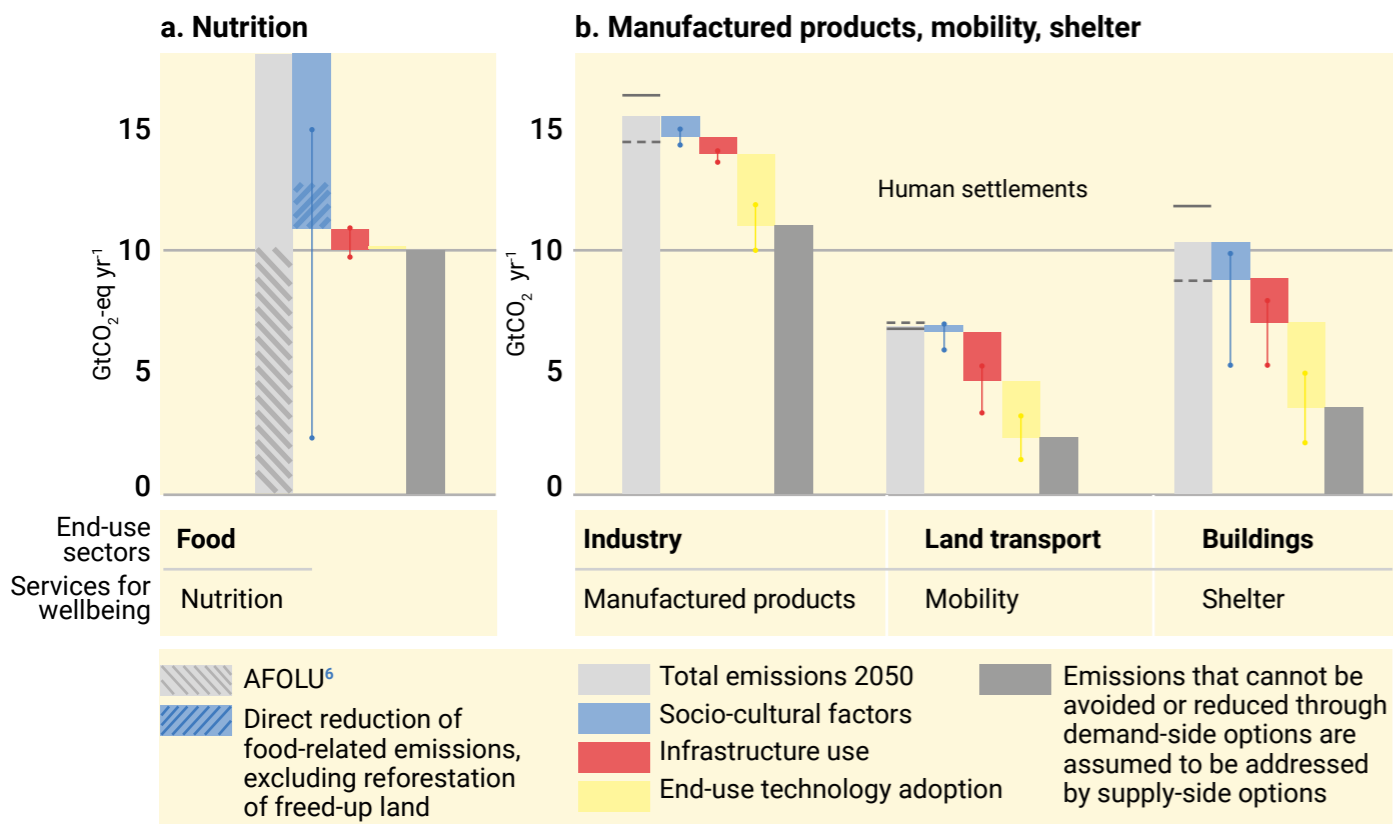 a. Nutrition
b. Manufactured products, mobility, shelter
15
10
5
0
GtCO₂-eq yr⁻¹
15
10
5
0
GtCO₂ yr⁻¹
Human settlements
End-use
sectors
Food
Industry
Land transport
Buildings
Services for
wellbeing
Nutrition
Manufactured products
Mobility
Shelter
AFOLU⁶
Direct reduction of
food-related emissions,
excluding reforestation
of freed-up land
Total emissions 2050
Socio-cultural factors
Infrastructure use
End-use technology adoption
Emissions that cannot be
avoided or reduced through
demand-side options are
assumed to be addressed
by supply-side options